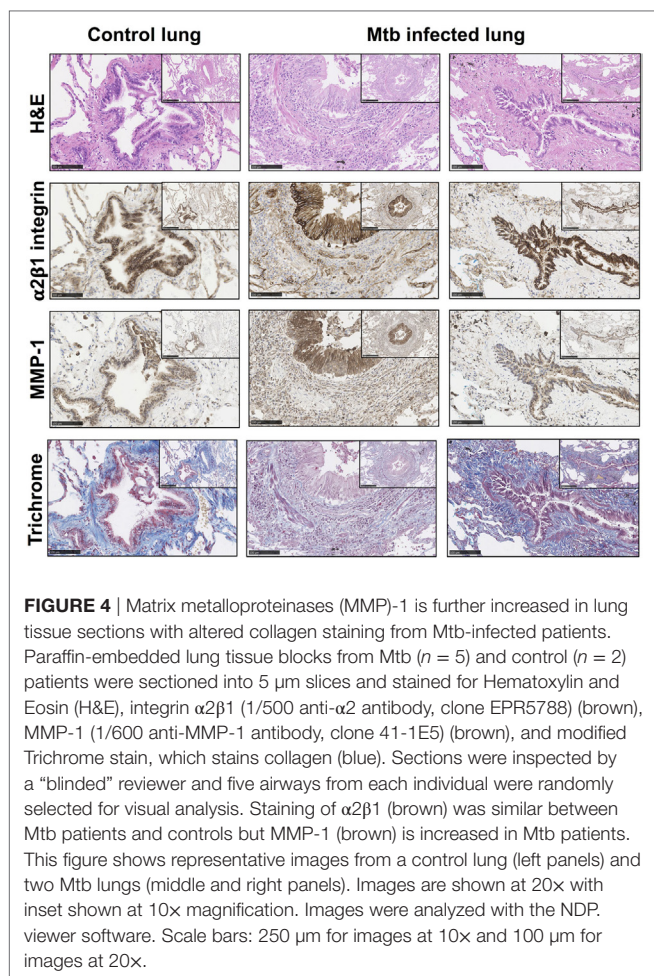 Control lung
Mtb infected lung
H&E
α2β1 integrin
MMP-1
Trichrome
FIGURE 4 | Matrix metalloproteinases (MMP)-1 is further increased in lung
tissue sections with altered collagen staining from Mtb-infected patients.
Paraffin-embedded lung tissue blocks from Mtb (n = 5) and control (n = 2)
patients were sectioned into 5 µm slices and stained for Hematoxylin and
Eosin (H&E), integrin α2β1 (1/500 anti-α2 antibody, clone EPR5788) (brown),
MMP-1 (1/600 anti-MMP-1 antibody, clone 41-1E5) (brown), and modified
Trichrome stain, which stains collagen (blue). Sections were inspected by
a “blinded” reviewer and five airways from each individual were randomly
selected for visual analysis. Staining of α2β1 (brown) was similar between
Mtb patients and controls but MMP-1 (brown) is increased in Mtb patients.
This figure shows representative images from a control lung (left panels) and
two Mtb lungs (middle and right panels). Images are shown at 20× with
inset shown at 10× magnification. Images were analyzed with the NDP.
viewer software. Scale bars: 250 µm for images at 10× and 100 µm for
images at 20×.